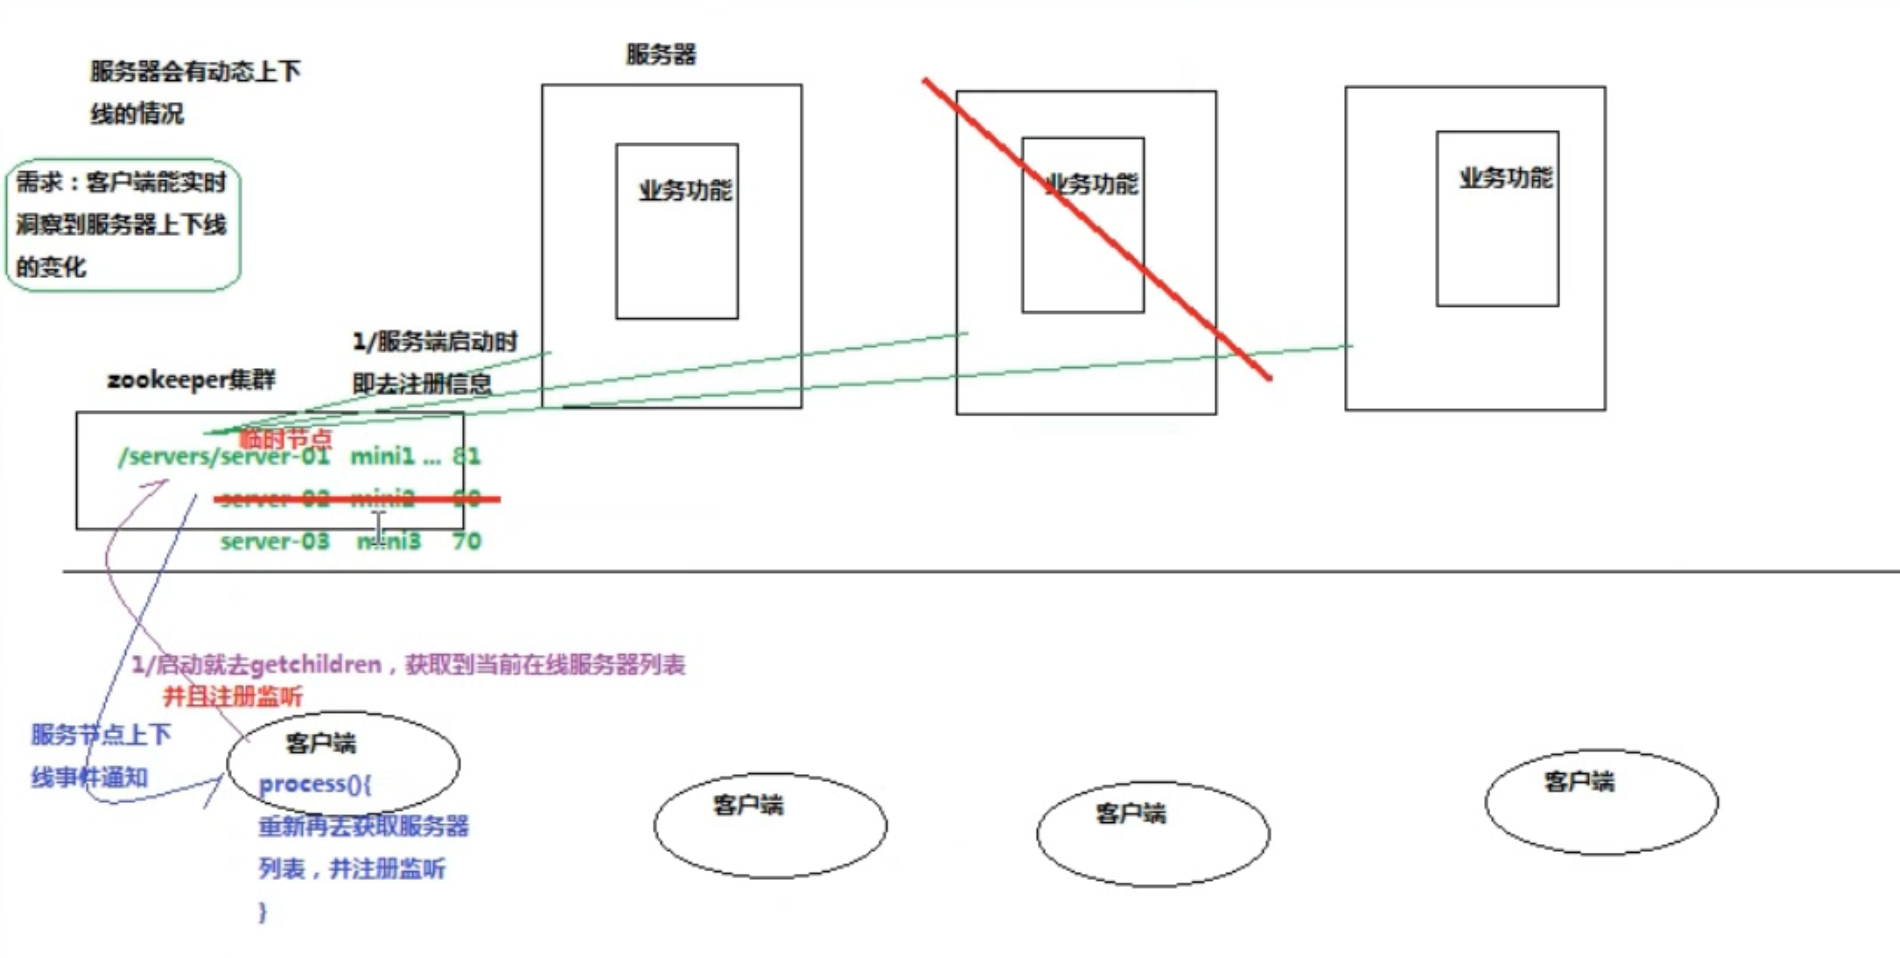 服务器会有动态上下
线的情况
需求：客户端能实时
洞察到服务器上下线
的变化
服务器
业务功能
业务功能
业务功能
1/服务端启动时
即去注册信息
zookeeper集群
临时节点
/servers/server-01 mini1 ... 81
server-02 mini2
server-03 mini3 70
1/启动就去getchildren，获取到当前在线服务器列表
并且注册监听
服务节点上下
线事件通知
客户端
process(){
重新再去获取服务器
列表，并注册监听
}
客户端
客户端
客户端